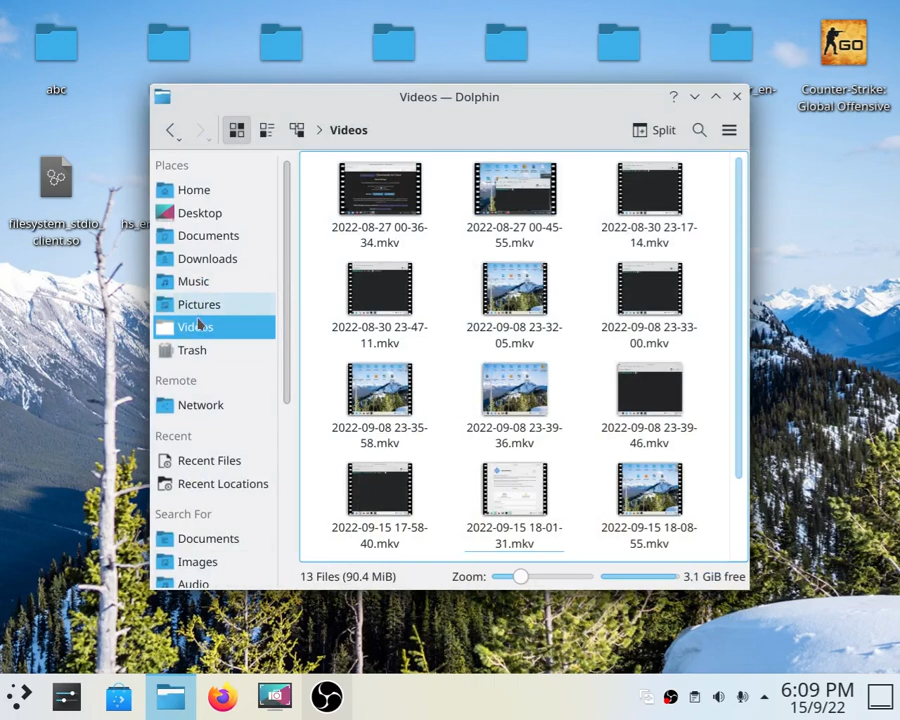 abc
r_en-
GO
Counter-Strike:
Global Offensive
filesystem_stdio_
client.so
hs_e
Videos — Dolphin
Videos
Split
Places
Home
Desktop
Documents
Downloads
Music
Pictures
Videos
Trash
Remote
Network
Recent
Recent Files
Recent Locations
Search For
Documents
Images
Audio
2022-08-27 00-36-
34.mkv
2022-08-27 00-45-
55.mkv
2022-08-30 23-17-
14.mkv
2022-08-30 23-47-
11.mkv
2022-09-08 23-32-
05.mkv
2022-09-08 23-33-
00.mkv
2022-09-08 23-35-
58.mkv
2022-09-08 23-39-
36.mkv
2022-09-08 23-39-
46.mkv
2022-09-15 17-58-
40.mkv
2022-09-15 18-01-
31.mkv
2022-09-15 18-08-
55.mkv
13 Files (90.4 MiB)
Zoom:
3.1 GiB free
6:09 PM
15/9/22